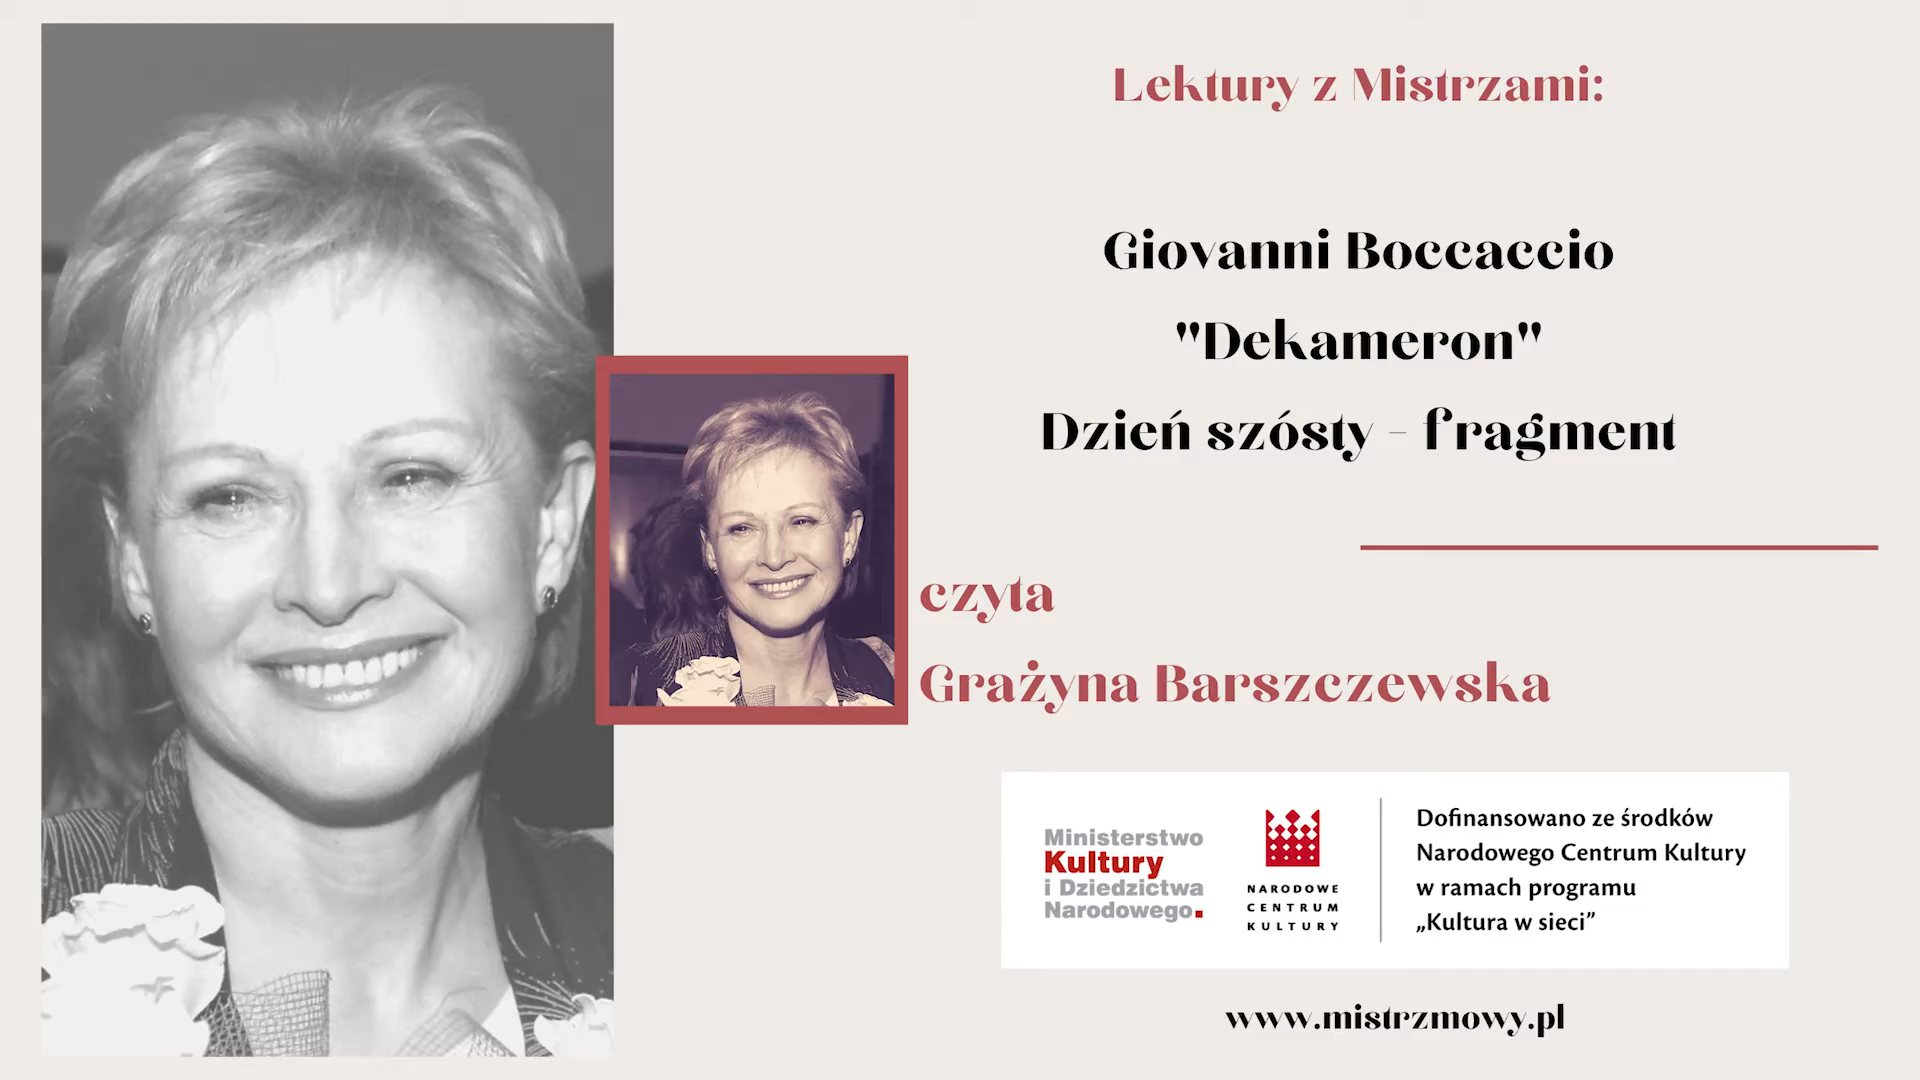 Lektury z Mistrzami:
Giovanni Boccaccio
"Dekameron"
Dzień szósty - fragment
czyta
Grażyna Barszczewska
Ministerstwo
Kultury
i Dziedzictwa
Narodowego.
NARODOWE
CENTRUM
KULTURY
Dofinansowano ze środków
Narodowego Centrum Kultury
w ramach programu
„Kultura w sieci”
www.mistrzmowy.pl